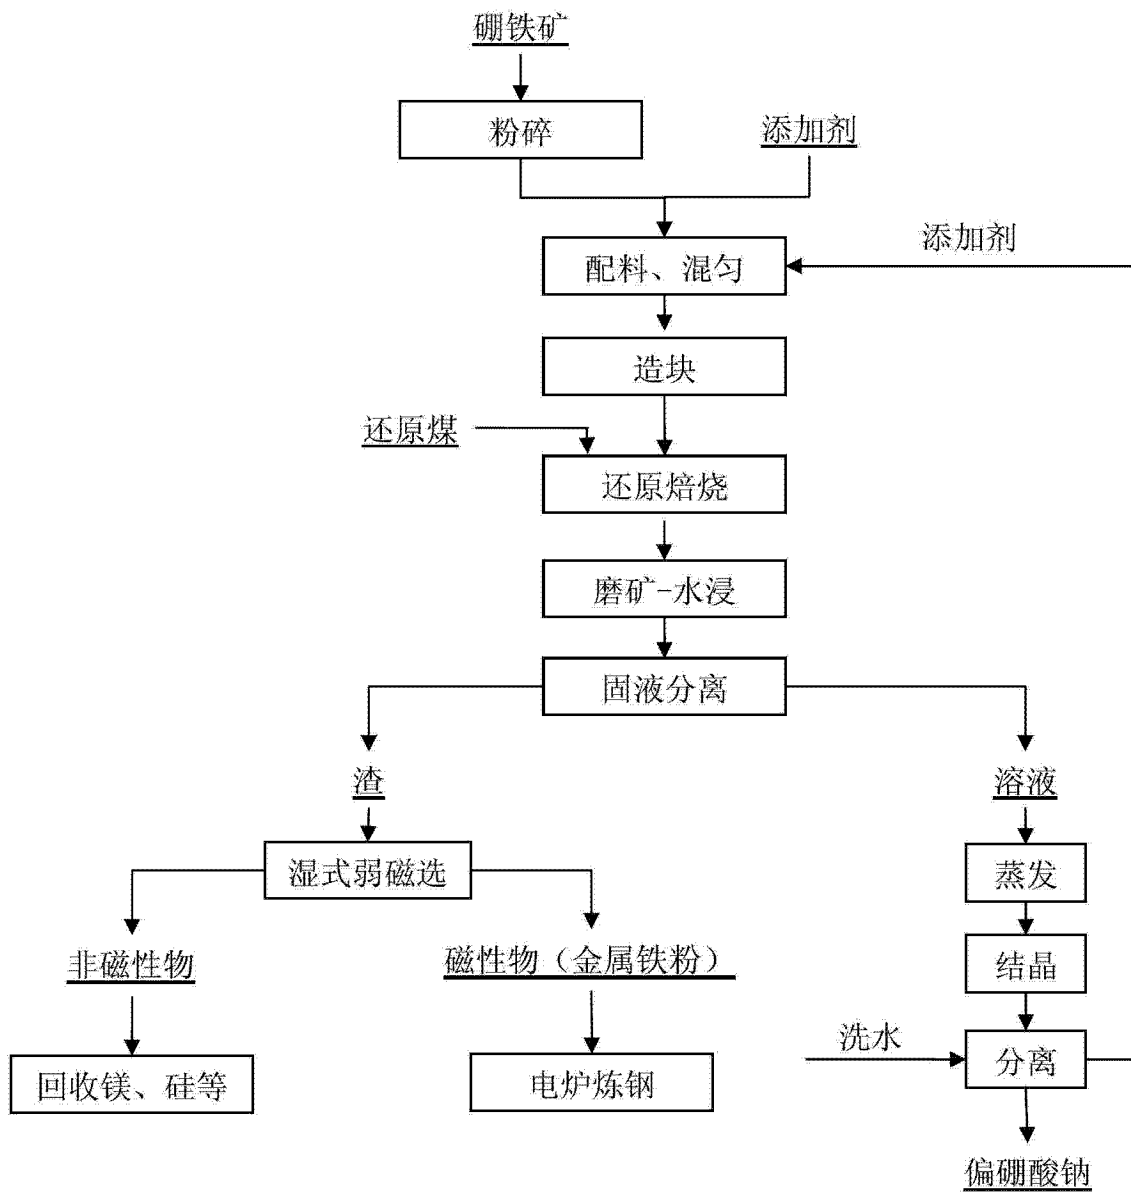 硼铁矿
粉碎
添加剂
添加剂
配料、混匀
造块
还原煤
还原焙烧
磨矿-水浸
固液分离
渣
溶液
湿式弱磁选
蒸发
非磁性物
磁性物（金属铁粉）
结晶
洗水
分离
回收镁、硅等
电炉炼钢
偏硼酸钠